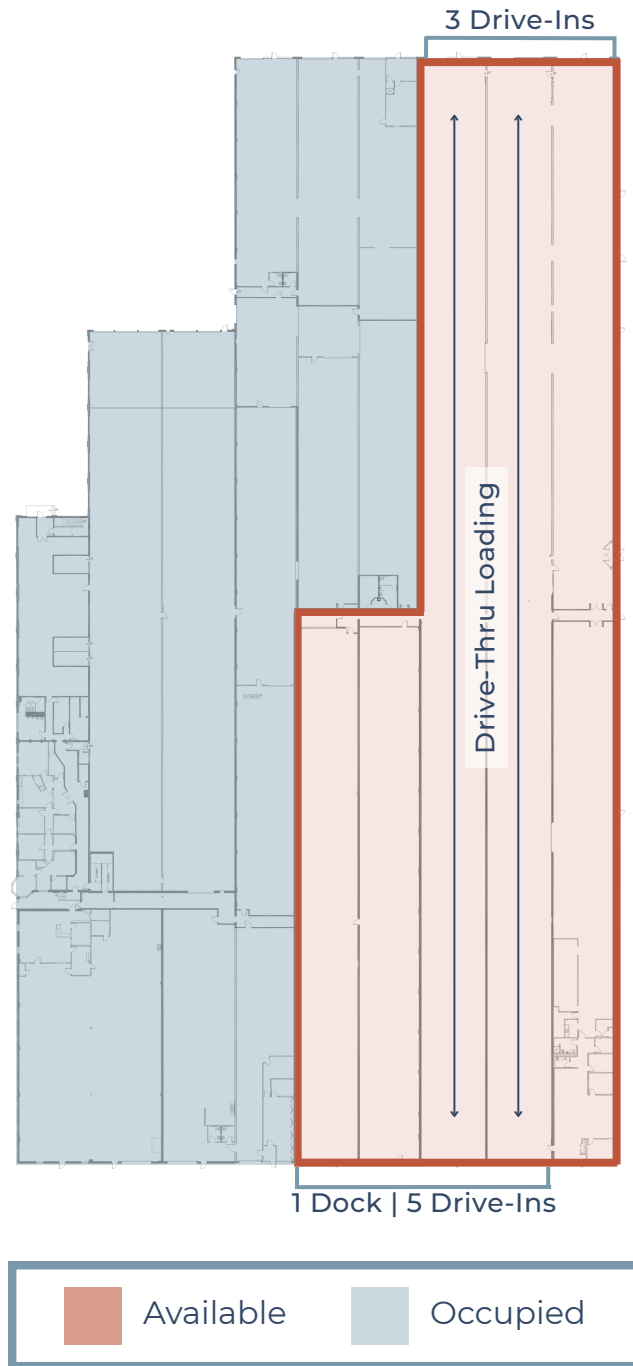 3 Drive-Ins
Drive-Thru Loading
1 Dock | 5 Drive-Ins
Available
Occupied